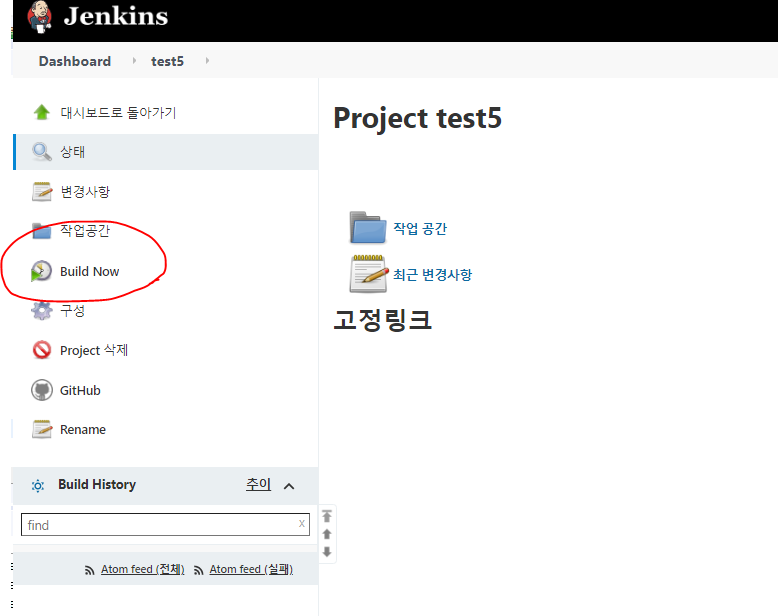 Jenkins
Dashboard
test5
대시보드로 돌아가기
상태
변경사항
작업공간
Build Now
구성
Project 삭제
GitHub
Rename
Build History
추이
find
x
Atom feed (전체)
Atom feed (실패)
Project test5
작업 공간
최근 변경사항
고정링크